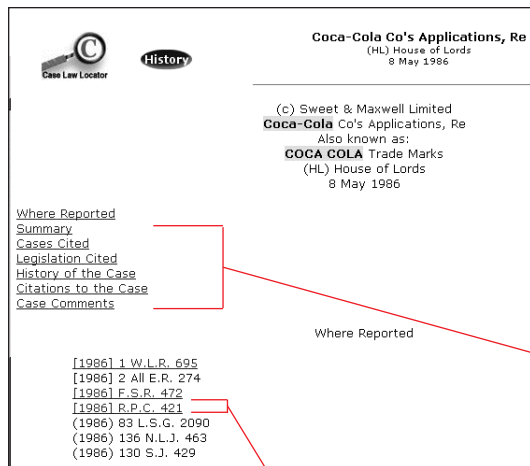 Coca-Cola Co's Applications, Re
(HL) House of Lords
8 May 1986
©
Case Law Locator
History
(c) Sweet & Maxwell Limited
Coca-Cola Co's Applications, Re
Also known as:
COCA COLA Trade Marks
(HL) House of Lords
8 May 1986
Where Reported
Summary
Cases Cited
Legislation Cited
History of the Case
Citations to the Case
Case Comments
Where Reported
[1986] 1 W.L.R. 695
[1986] 2 All E.R. 274
[1986] F.S.R. 472
[1986] R.P.C. 421
(1986) 83 L.S.G. 2090
(1986) 136 N.L.J. 463
(1986) 130 S.J. 429